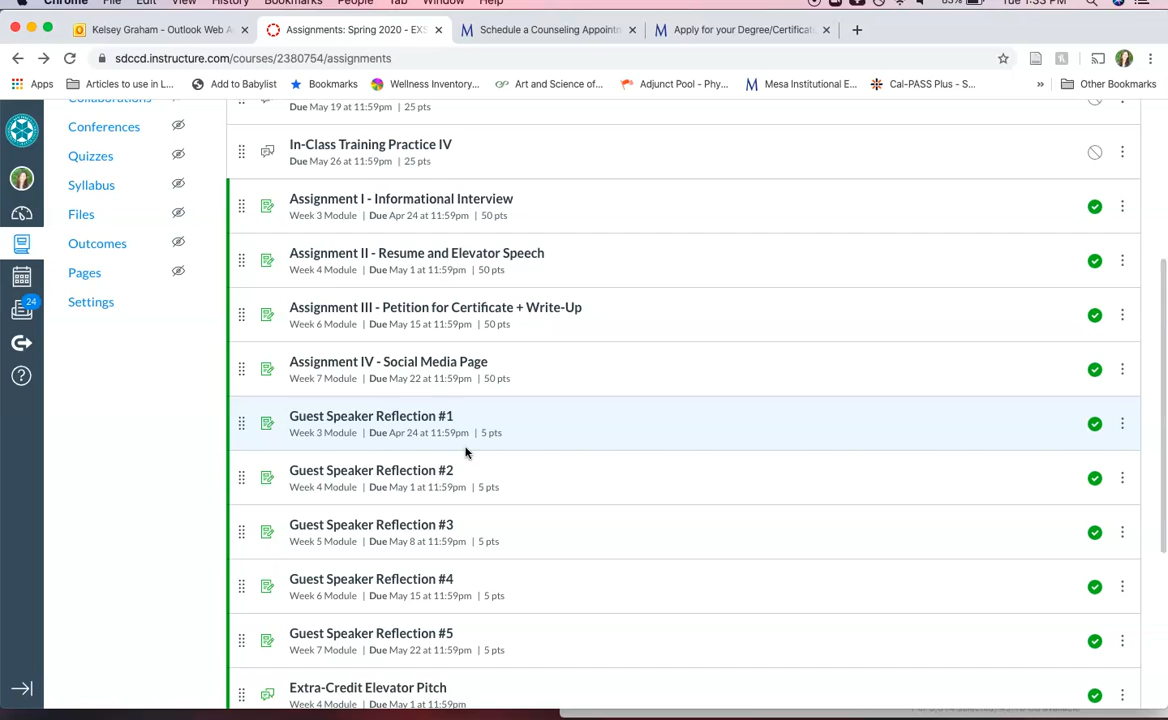 Chrome File Edit View History Bookmarks People Tab Window Help 85% Tue 1:33 PM
Kelsey Graham - Outlook Web A
Assignments: Spring 2020 - EXS
Schedule a Counseling Appointn
Apply for your Degree/Certificat
sdccd.instructure.com/courses/2380754/assignments
Apps Articles to use in L... Add to Babylist Bookmarks Wellness Inventory... Art and Science of... Adjunct Pool - Phy... Mesa Institutional E... Cal-PASS Plus - S... » Other Bookmarks
Collaborations
Conferences
Quizzes
Syllabus
Files
Outcomes
Pages
Settings
24
Due May 19 at 11:59pm | 25 pts
In-Class Training Practice IV
Due May 26 at 11:59pm | 25 pts
Assignment I - Informational Interview
Week 3 Module | Due Apr 24 at 11:59pm | 50 pts
Assignment II - Resume and Elevator Speech
Week 4 Module | Due May 1 at 11:59pm | 50 pts
Assignment III - Petition for Certificate + Write-Up
Week 6 Module | Due May 15 at 11:59pm | 50 pts
Assignment IV - Social Media Page
Week 7 Module | Due May 22 at 11:59pm | 50 pts
Guest Speaker Reflection #1
Week 3 Module | Due Apr 24 at 11:59pm | 5 pts
Guest Speaker Reflection #2
Week 4 Module | Due May 1 at 11:59pm | 5 pts
Guest Speaker Reflection #3
Week 5 Module | Due May 8 at 11:59pm | 5 pts
Guest Speaker Reflection #4
Week 6 Module | Due May 15 at 11:59pm | 5 pts
Guest Speaker Reflection #5
Week 7 Module | Due May 22 at 11:59pm | 5 pts
Extra-Credit Elevator Pitch
Week 4 Module | Due May 1 at 11:59pm